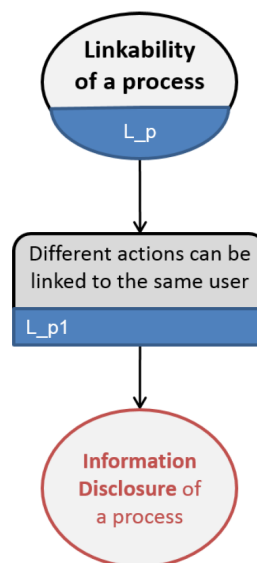 Linkability
of a process
L_p
Different actions can be
linked to the same user
L_p1
Information
Disclosure of
a process